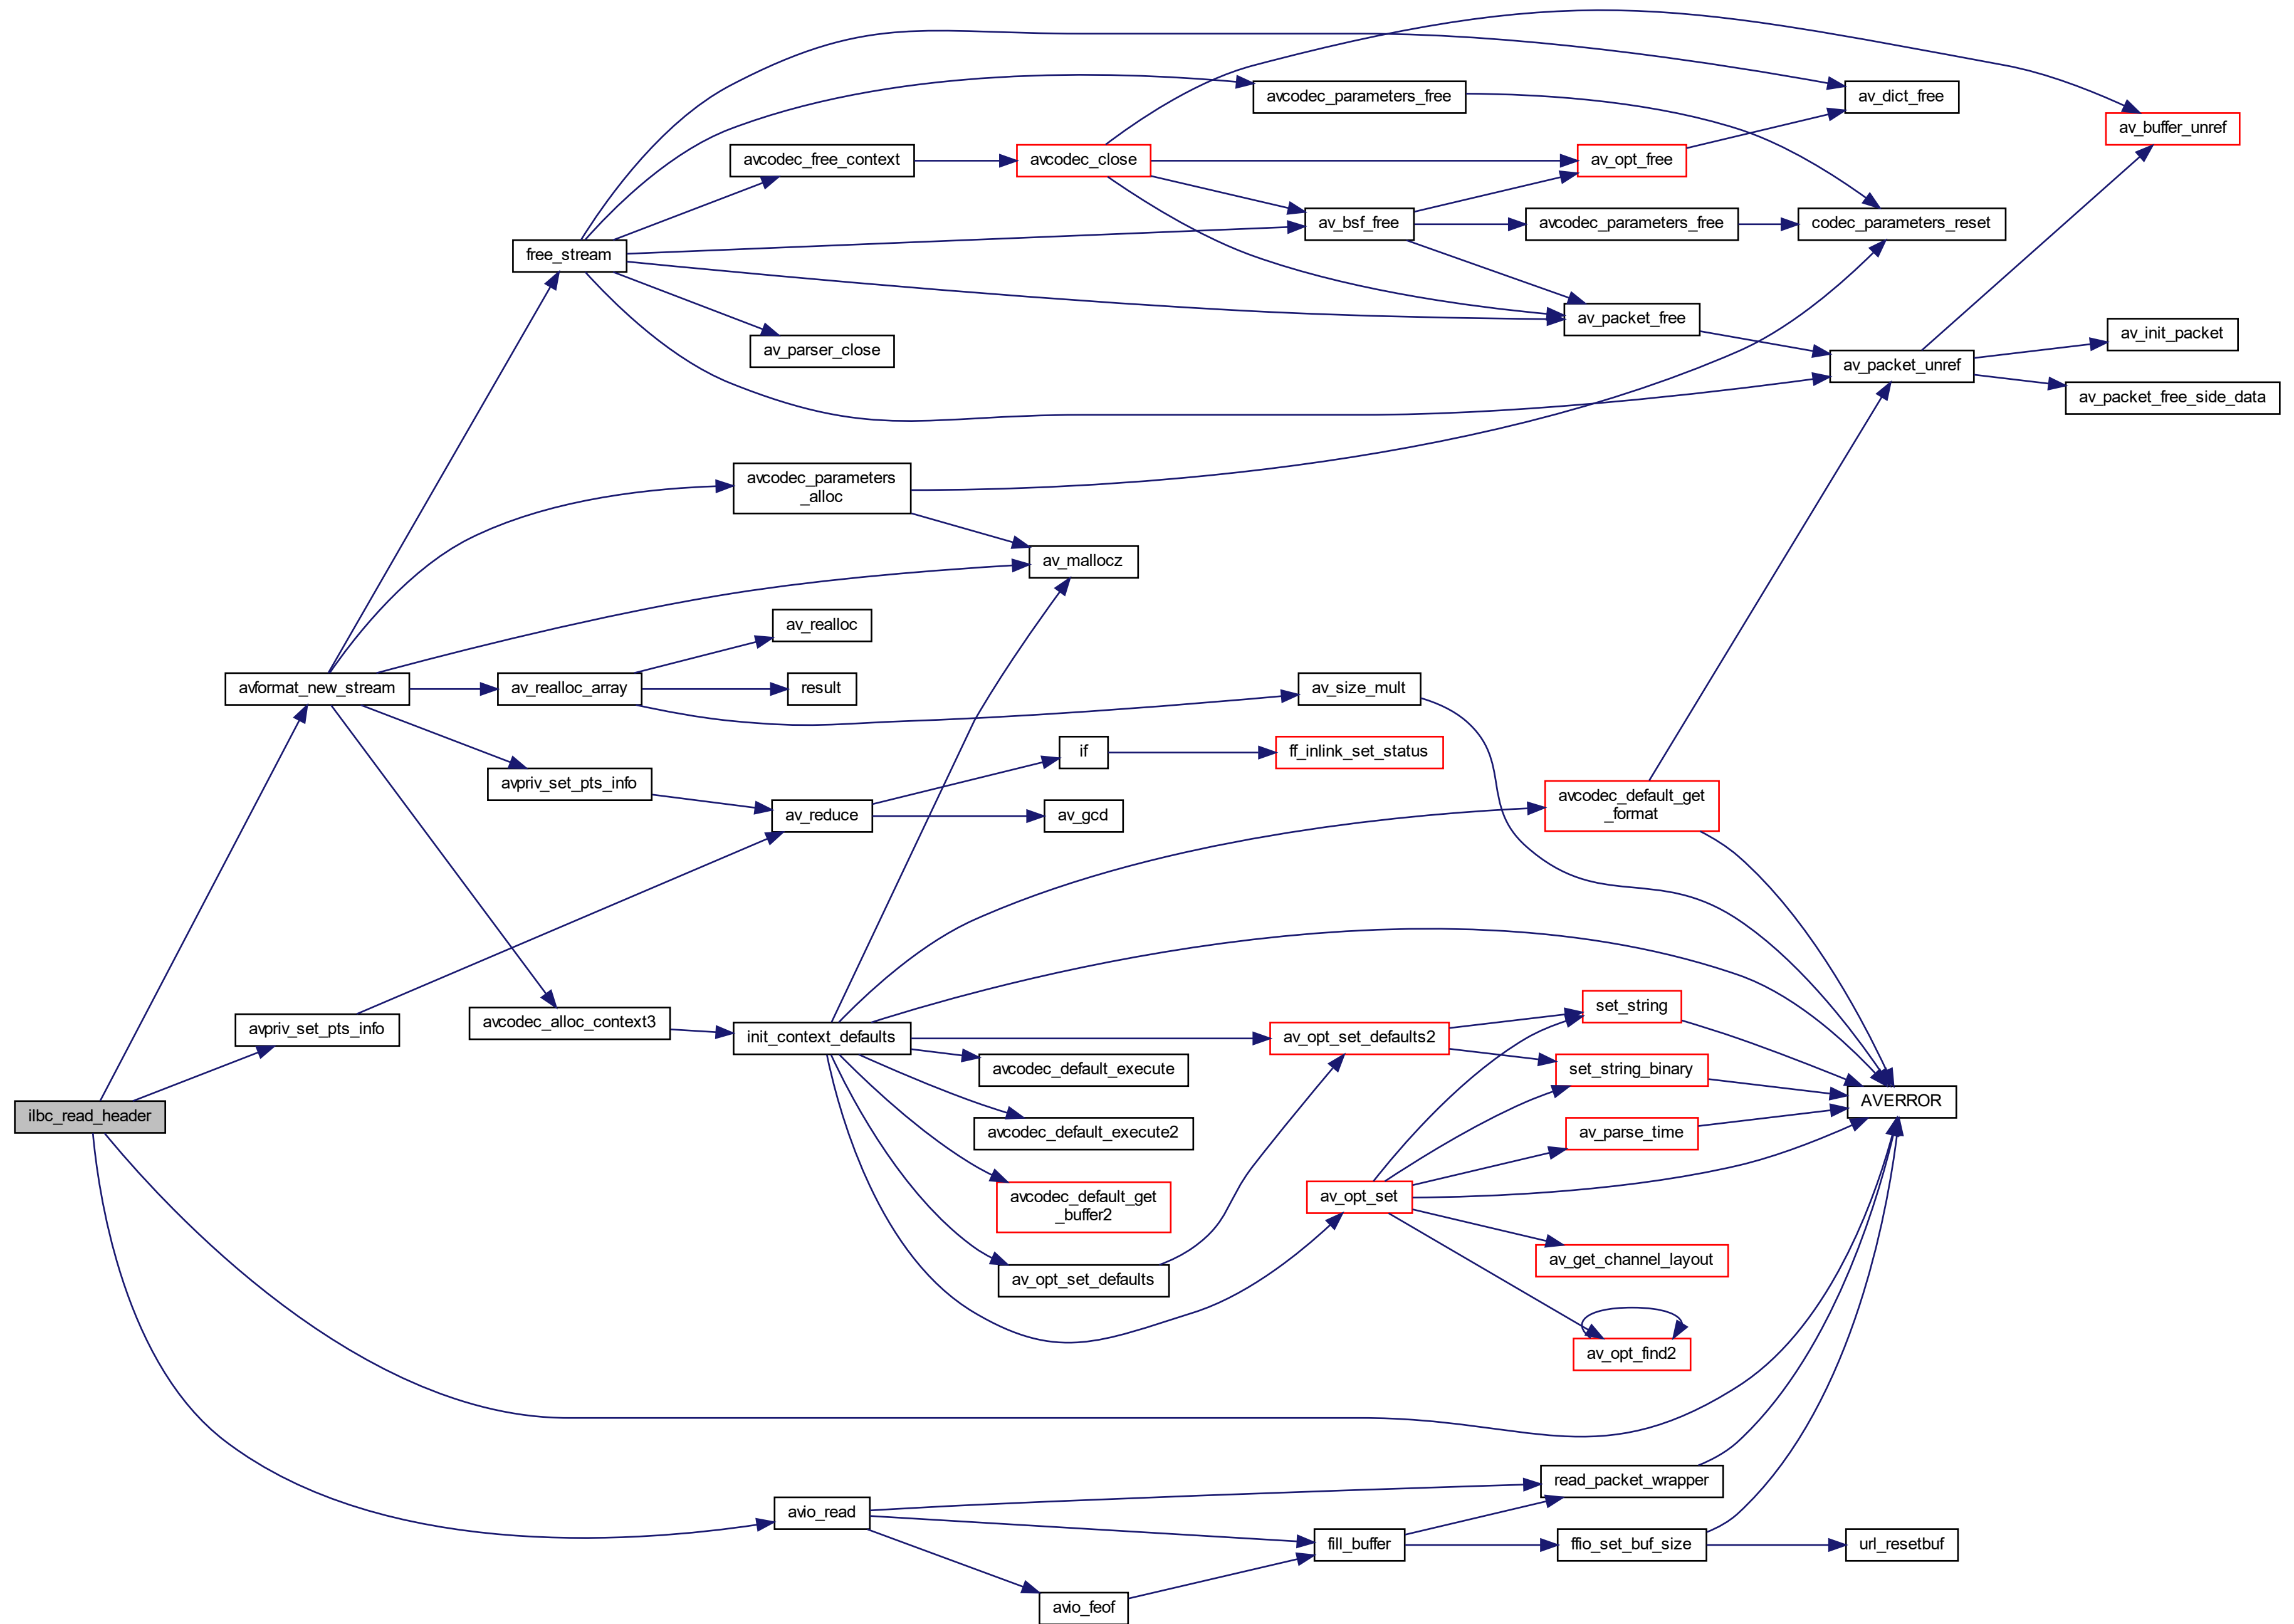 avcodec_parameters_free
av_dict_free
av_buffer_unref
avcodec_free_context
avcodec_close
av_opt_free
av_bsf_free
avcodec_parameters_free
codec_parameters_reset
free_stream
av_packet_free
av_init_packet
av_parser_close
av_packet_unref
av_packet_free_side_data
avcodec_parameters
_alloc
av_mallocz
av_realloc
avformat_new_stream
av_realloc_array
result
av_size_mult
if
ff_inlink_set_status
avpriv_set_pts_info
av_reduce
av_gcd
avcodec_default_get
_format
set_string
avpriv_set_pts_info
avcodec_alloc_context3
init_context_defaults
av_opt_set_defaults2
avcodec_default_execute
set_string_binary
ilbc_read_header
AVERROR
avcodec_default_execute2
av_parse_time
avcodec_default_get
_buffer2
av_opt_set
av_get_channel_layout
av_opt_set_defaults
av_opt_find2
read_packet_wrapper
avio_read
fill_buffer
ffio_set_buf_size
url_resetbuf
avio_feof